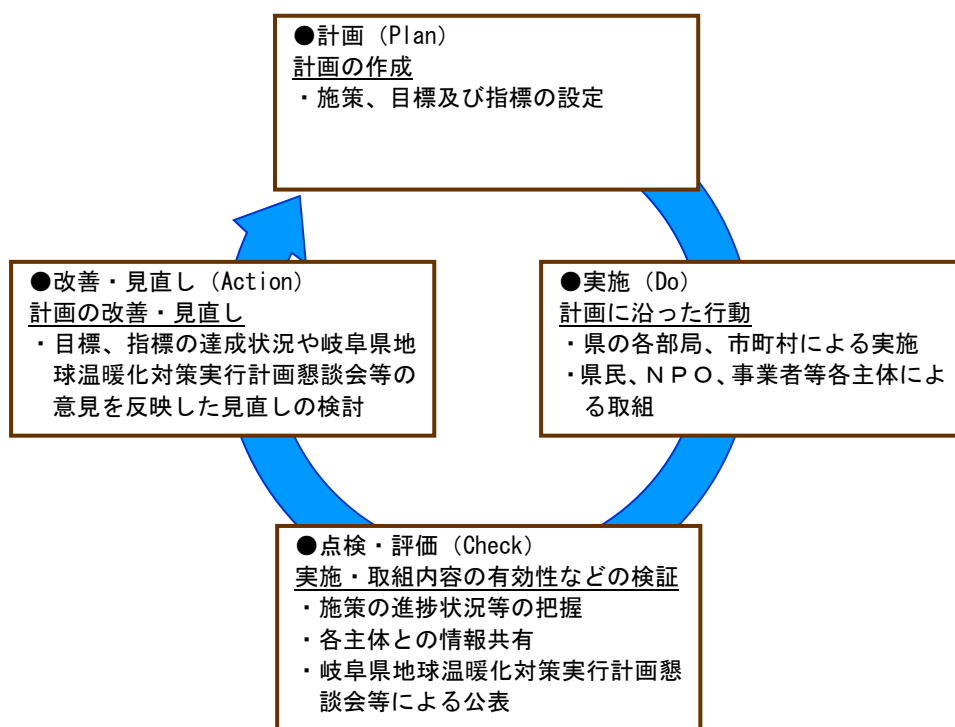 ●計画（Plan）
計画の作成
・施策、目標及び指標の設定
●実施（Do）
計画に沿った行動
・県の各部局、市町村による実施
・県民、ＮＰＯ、事業者等各主体によ
る取組
●点検・評価（Check）
実施・取組内容の有効性などの検証
・施策の進捗状況等の把握
・各主体との情報共有
・岐阜県地球温暖化対策実行計画懇
談会等による公表
●改善・見直し（Action）
計画の改善・見直し
・目標、指標の達成状況や岐阜県地
球温暖化対策実行計画懇談会等の
意見を反映した見直しの検討